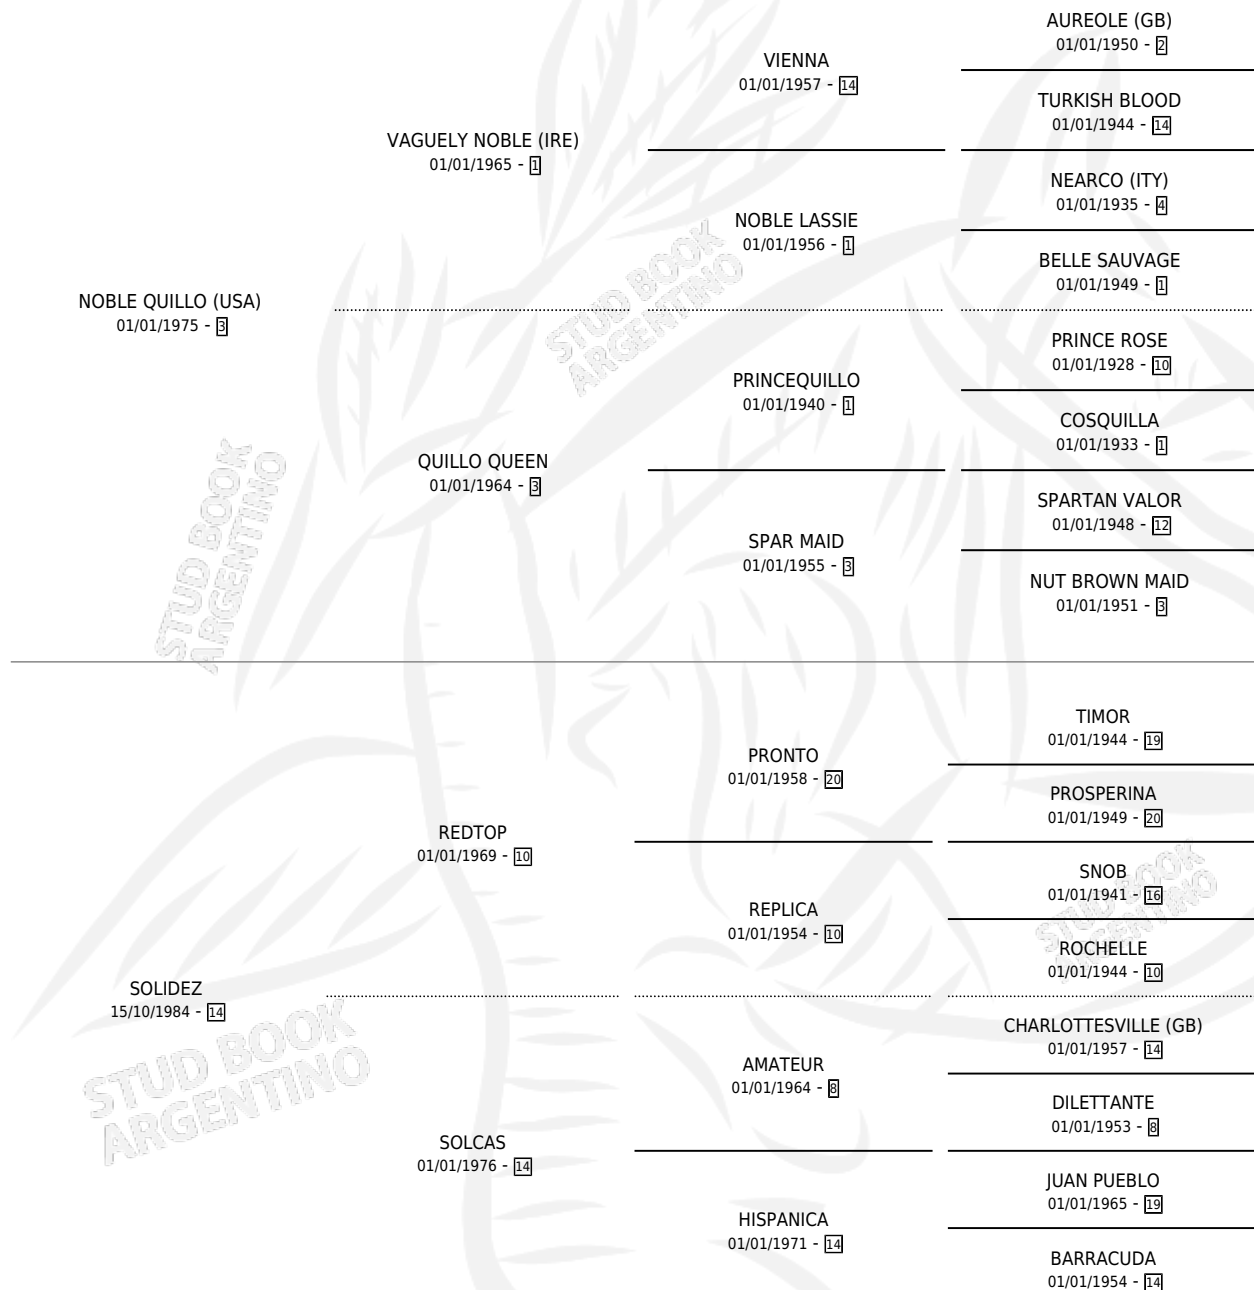 AUREOLE (GB)
01/01/1950 - 2
VIENNA
01/01/1957 - 14
TURKISH BLOOD
01/01/1944 - 14
VAGUELY NOBLE (IRE)
01/01/1965 - 1
NEARCO (ITY)
01/01/1935 - 4
NOBLE LASSIE
01/01/1956 - 1
BELLE SAUVAGE
01/01/1949 - 1
NOBLE QUILLO (USA)
01/01/1975 - 3
PRINCE ROSE
01/01/1928 - 10
PRINCEQUILLO
01/01/1940 - 1
COSQUILLA
01/01/1933 - 1
QUILLO QUEEN
01/01/1964 - 3
SPARTAN VALOR
01/01/1948 - 12
SPAR MAID
01/01/1955 - 3
NUT BROWN MAID
01/01/1951 - 3
TIMOR
01/01/1944 - 19
PRONTO
01/01/1958 - 20
PROSPERINA
01/01/1949 - 20
REDTOP
01/01/1969 - 10
SNOB
01/01/1941 - 16
REPLICA
01/01/1954 - 10
ROCHELLE
01/01/1944 - 10
SOLIDEZ
15/10/1984 - 14
CHARLOTTESVILLE (GB)
01/01/1957 - 14
AMATEUR
01/01/1964 - 8
DILETTANTE
01/01/1953 - 8
SOLCAS
01/01/1976 - 14
JUAN PUEBLO
01/01/1965 - 19
HISPANICA
01/01/1971 - 14
BARRACUDA
01/01/1954 - 14
STUD BOOK
ARGENTINO
STUD BOOK
ARGENTINO
STUD BOOK
ARGENTINO
STUD BOOK
ARGENTINO